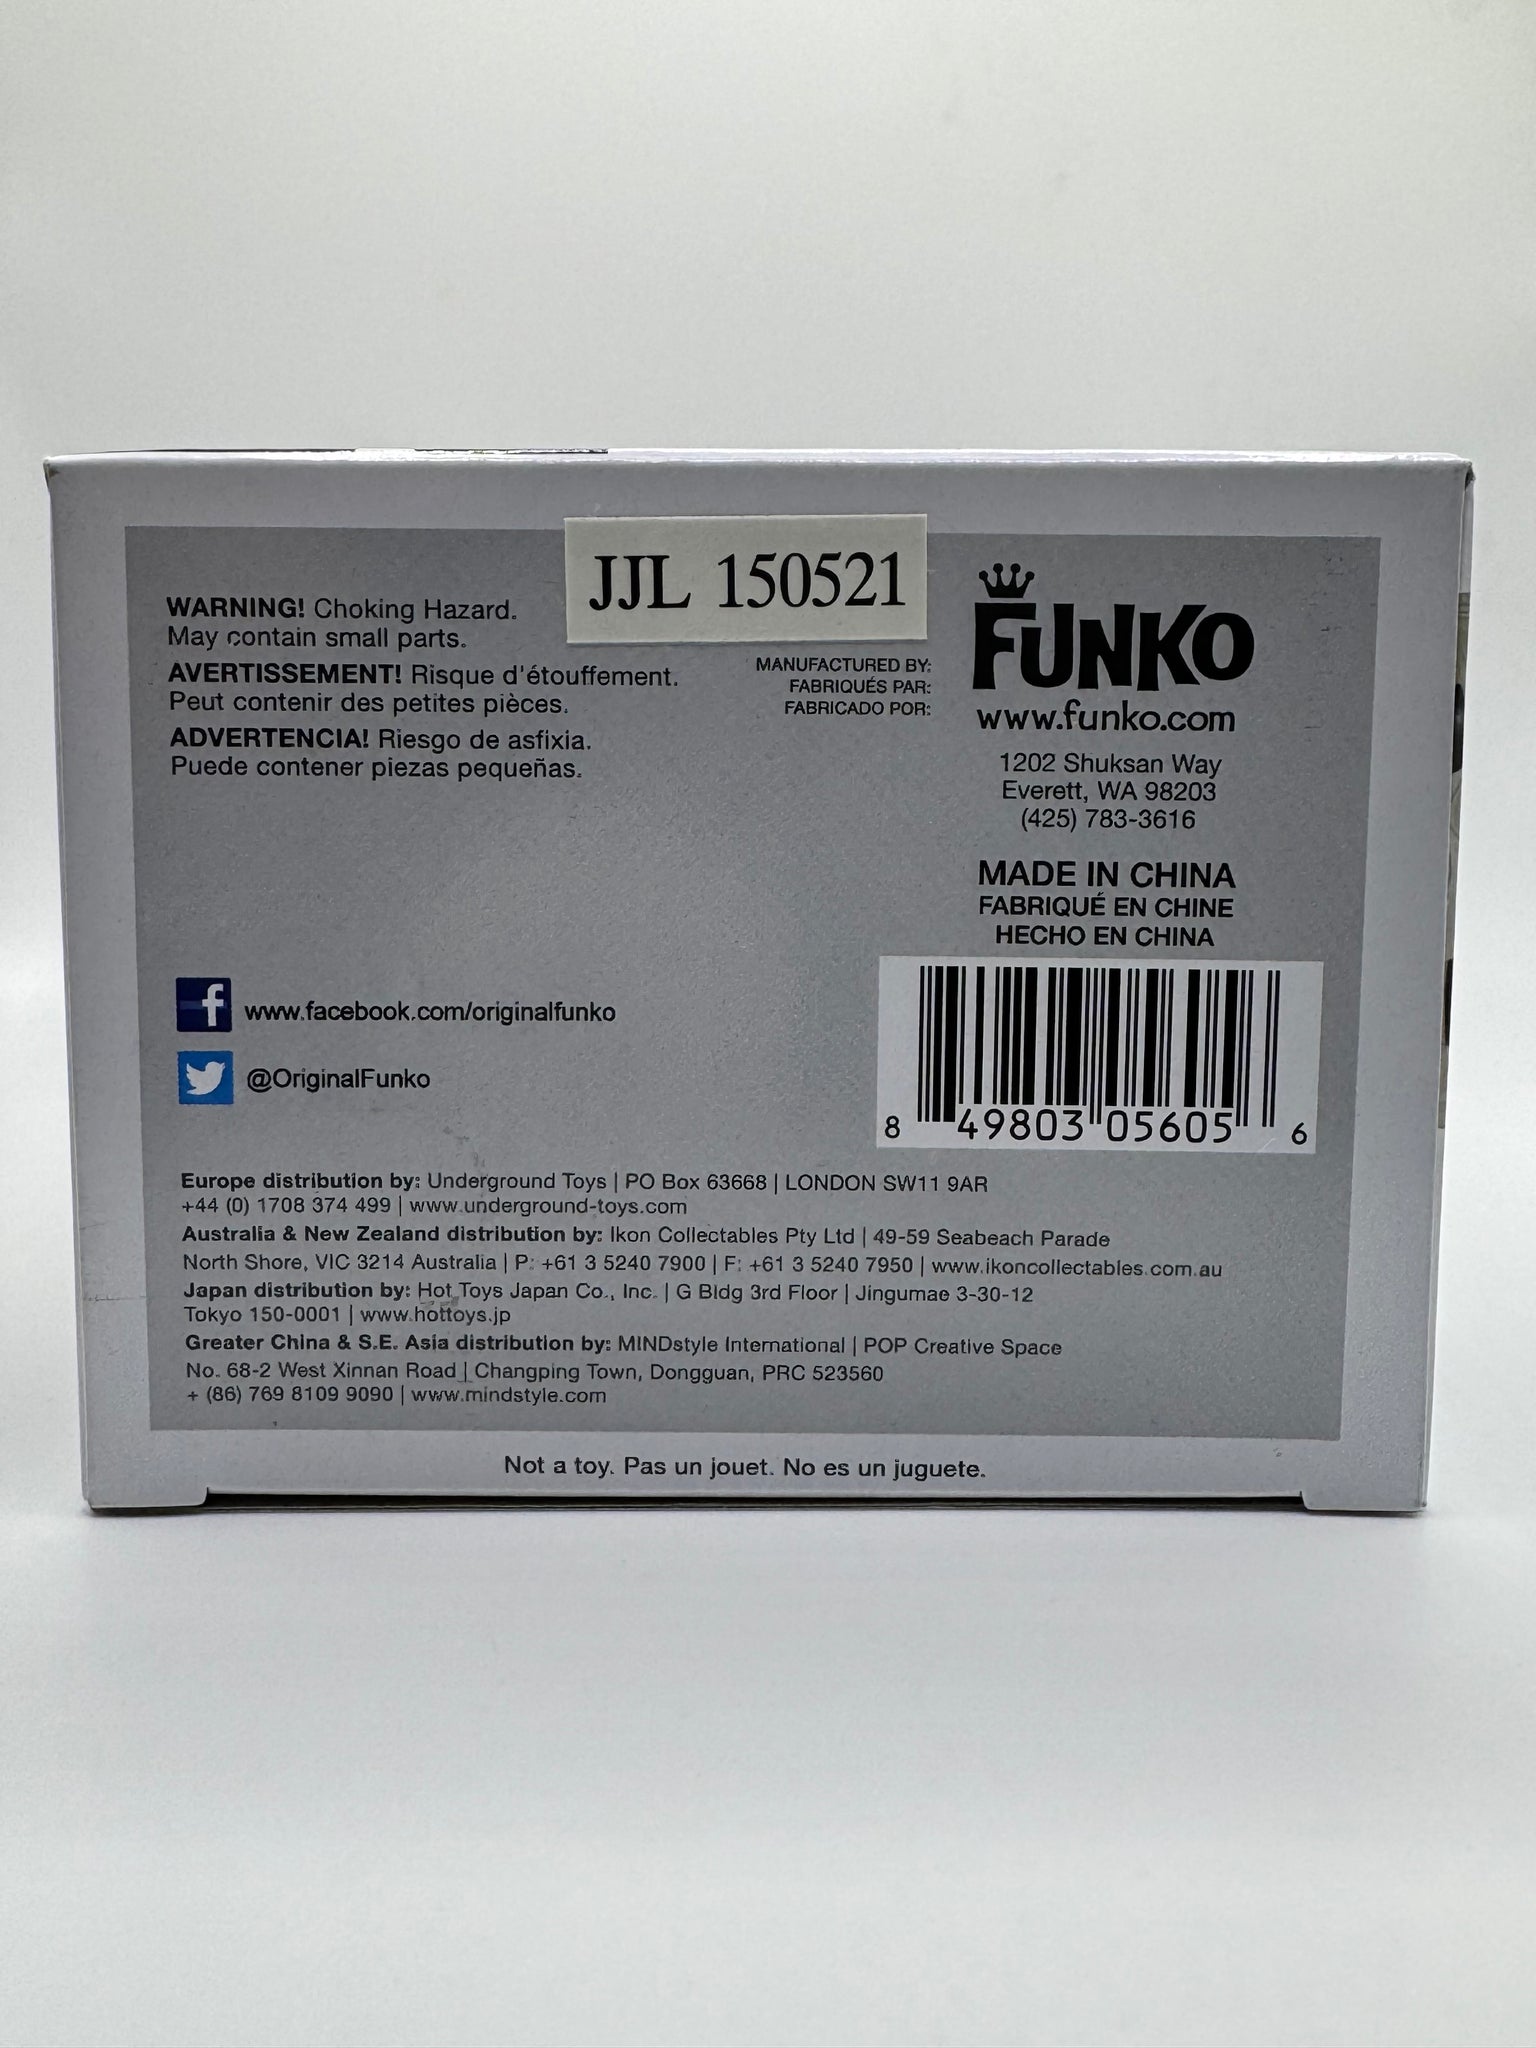 JJL 150521
WARNING! Choking Hazard.
May contain small parts.
AVERTISSEMENT! Risque d'étouffement.
Peut contenir des petites pièces.
ADVERTENCIA! Riesgo de asfixia.
Puede contener piezas pequeñas.
MANUFACTURED BY:
FABRIQUÉS PAR:
FABRICADO POR:
FUNKO
www.funko.com
1202 Shuksan Way
Everett, WA 98203
(425) 783-3616
MADE IN CHINA
FABRIQUÉ EN CHINE
HECHO EN CHINA
f www.facebook.com/originalfunko
@OriginalFunko
8 49803 05605 6
Europe distribution by: Underground Toys | PO Box 63668 | LONDON SW11 9AR
+44 (0) 1708 374 499 | www.underground-toys.com
Australia & New Zealand distribution by: Ikon Collectables Pty Ltd | 49-59 Seabeach Parade
North Shore, VIC 3214 Australia | P: +61 3 5240 7900 | F: +61 3 5240 7950 | www.ikoncollectables.com.au
Japan distribution by: Hot Toys Japan Co., Inc. | G Bldg 3rd Floor | Jingumae 3-30-12
Tokyo 150-0001 | www.hottoys.jp
Greater China & S.E. Asia distribution by: MINDstyle International | POP Creative Space
No. 68-2 West Xinnan Road | Changping Town, Dongguan, PRC 523560
+ (86) 769 8109 9090 | www.mindstyle.com
Not a toy. Pas un jouet. No es un juguete.